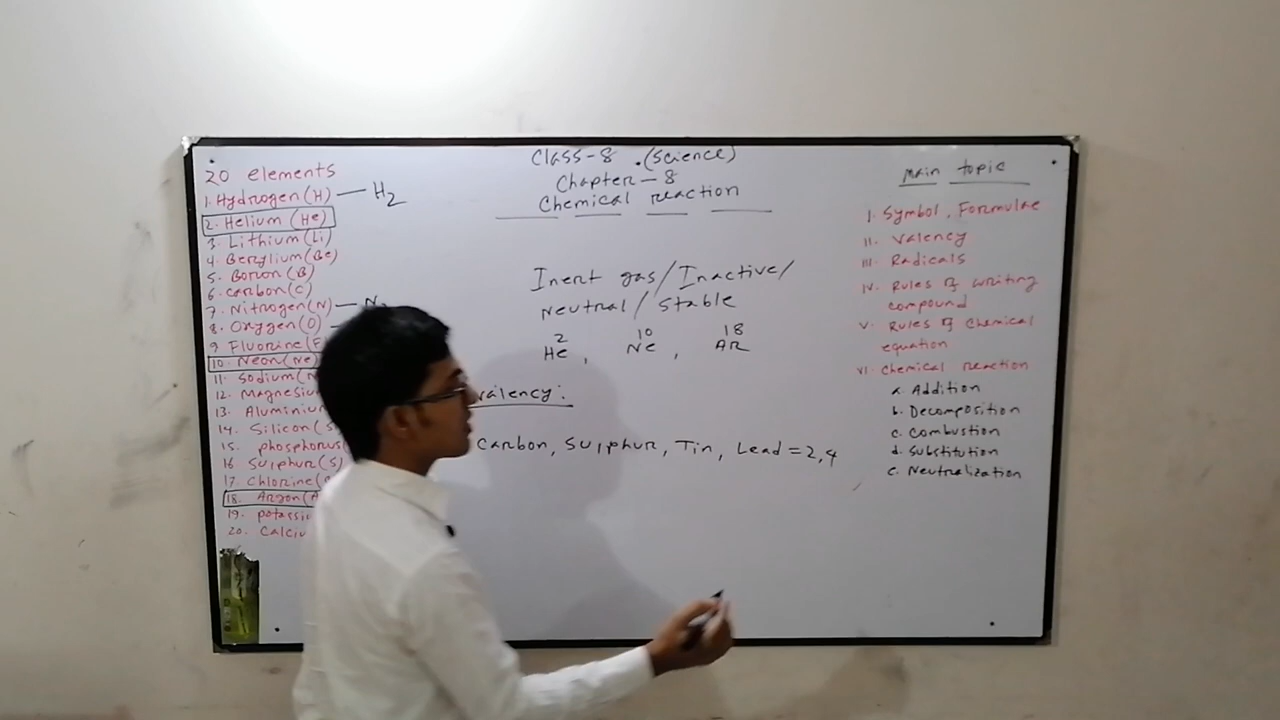 20 elements
1. Hydrogen (H) — H2
2. Helium (He)
3. Lithium (Li)
4. Berylium (Be)
5. Boron (B)
6. Carbon (C)
7. Nitrogen (N) — N
8. Oxygen (O)
9. Fluorine (F
10. Neon (Ne)
11. Sodium (N
12. Magnesiu
13. Aluminiu
14. Silicon (S
15. phosphorus
16. Sulphur (S)
17. Chlorine (
18. Argon (A
19. potassi
20. Calciu
Class-8 (Science)
Chapter-8
Chemical reaction
Inert gas/Inactive/
Neutral/Stable
2 10 18
He, Ne, AR
valency:
Carbon, Sulphur, Tin, Lead = 2,4
main topic
I. Symbol, Formulae
II. Valency
III. Radicals
IV. Rules of writing
compound
V. Rules of Chemical
equation
VI. Chemical reaction
a. Addition
b. Decomposition
c. Combustion
d. Substitution
e. Neutralization